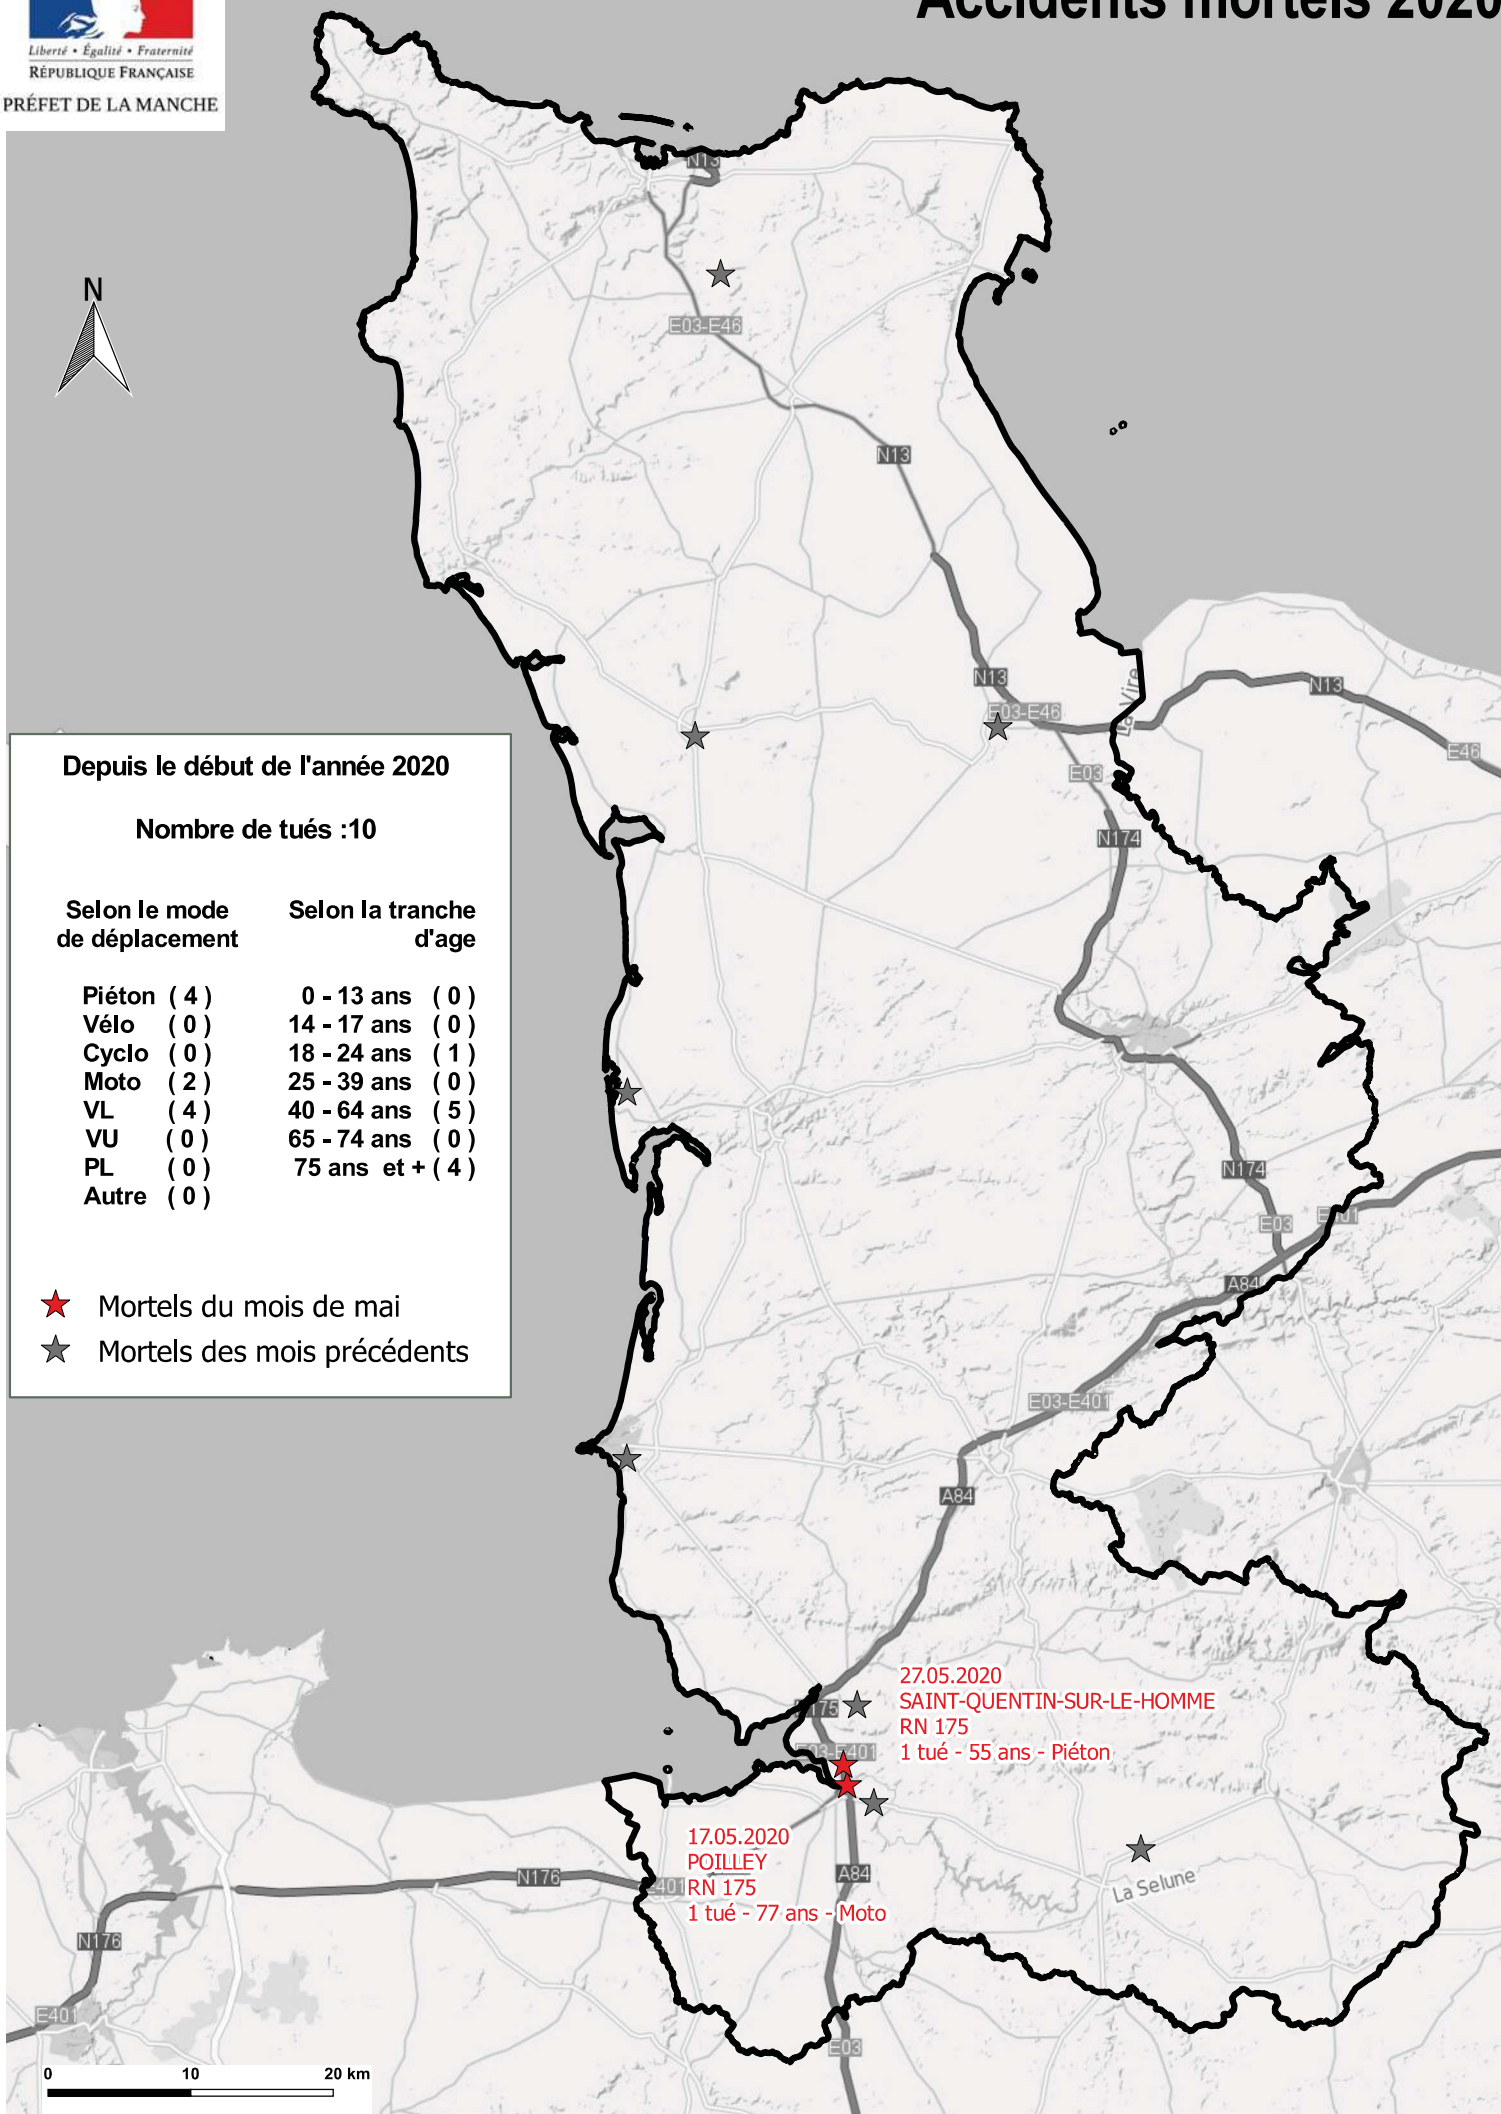 Accidents mortels 2020
Liberté • Égalité • Fraternité
RÉPUBLIQUE FRANÇAISE
PRÉFET DE LA MANCHE
N
N13
E03-E46
N13
N13
E03-E46
La Vire
N13
E46
E03
N174
Depuis le début de l'année 2020
Nombre de tués :10
Selon le mode
de déplacement
Selon la tranche
d'age
Piéton ( 4 )
Vélo ( 0 )
Cyclo ( 0 )
Moto ( 2 )
VL ( 4 )
VU ( 0 )
PL ( 0 )
Autre ( 0 )
0 - 13 ans ( 0 )
14 - 17 ans ( 0 )
18 - 24 ans ( 1 )
25 - 39 ans ( 0 )
40 - 64 ans ( 5 )
65 - 74 ans ( 0 )
75 ans et + ( 4 )
Mortels du mois de mai
Mortels des mois précédents
N174
E03
A84
E03-E401
A84
27.05.2020
SAINT-QUENTIN-SUR-LE-HOMME
RN 175
1 tué - 55 ans - Piéton
175
E03-E401
17.05.2020
POILLEY
RN 175
1 tué - 77 ans - Moto
A84
La Selune
N176
401
N176
E401
E03
0 10 20 km